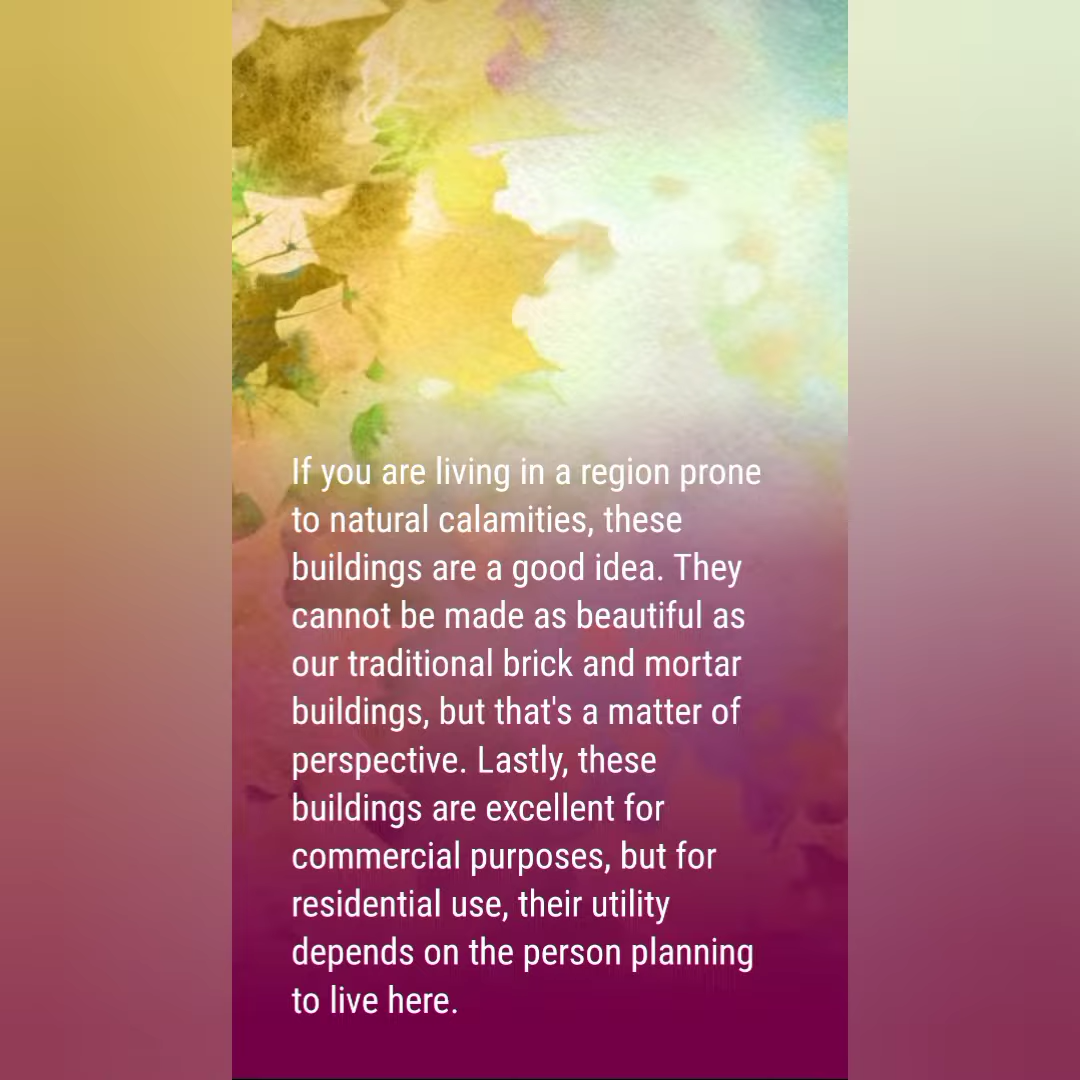 If you are living in a region prone
to natural calamities, these
buildings are a good idea. They
cannot be made as beautiful as
our traditional brick and mortar
buildings, but that's a matter of
perspective. Lastly, these
buildings are excellent for
commercial purposes, but for
residential use, their utility
depends on the person planning
to live here.